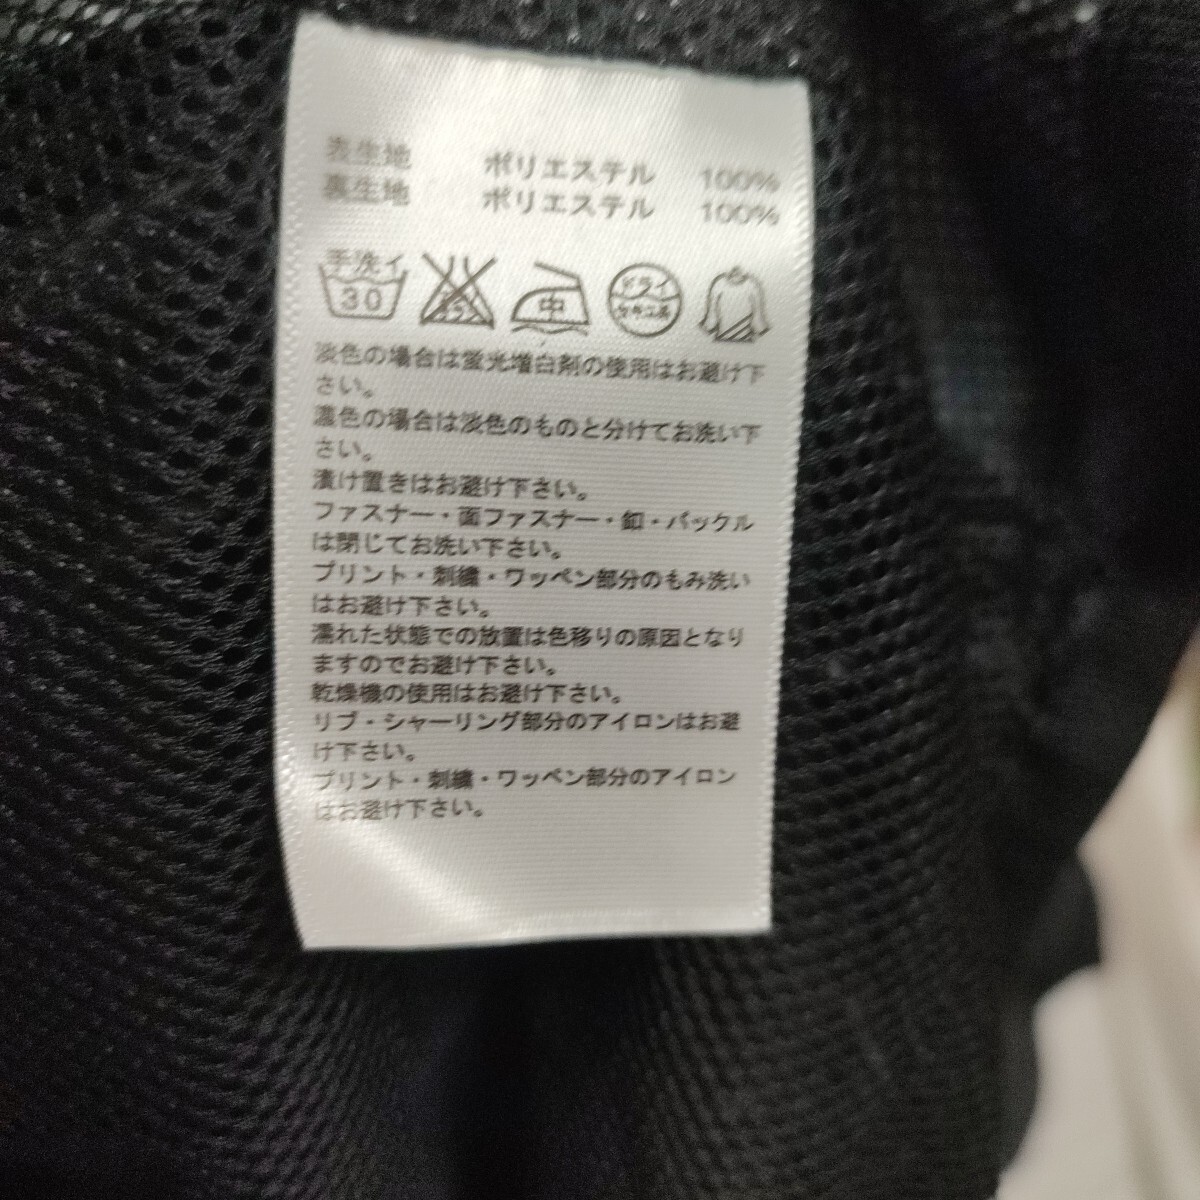 表生地 ポリエステル 100%
裏生地 ポリエステル 100%
手洗イ
30 中 ドライ
セキユ系
淡色の場合は蛍光増白剤の使用はお避け下
さい。
濃色の場合は淡色のものと分けてお洗い下
さい。
漬け置きはお避け下さい。
ファスナー・面ファスナー・釦・バックル
は閉じてお洗い下さい。
プリント・刺繍・ワッペン部分のもみ洗い
はお避け下さい。
濡れた状態での放置は色移りの原因となり
ますのでお避け下さい。
乾燥機の使用はお避け下さい。
リブ・シャーリング部分のアイロンはお避
け下さい。
プリント・刺繍・ワッペン部分のアイロン
はお避け下さい。